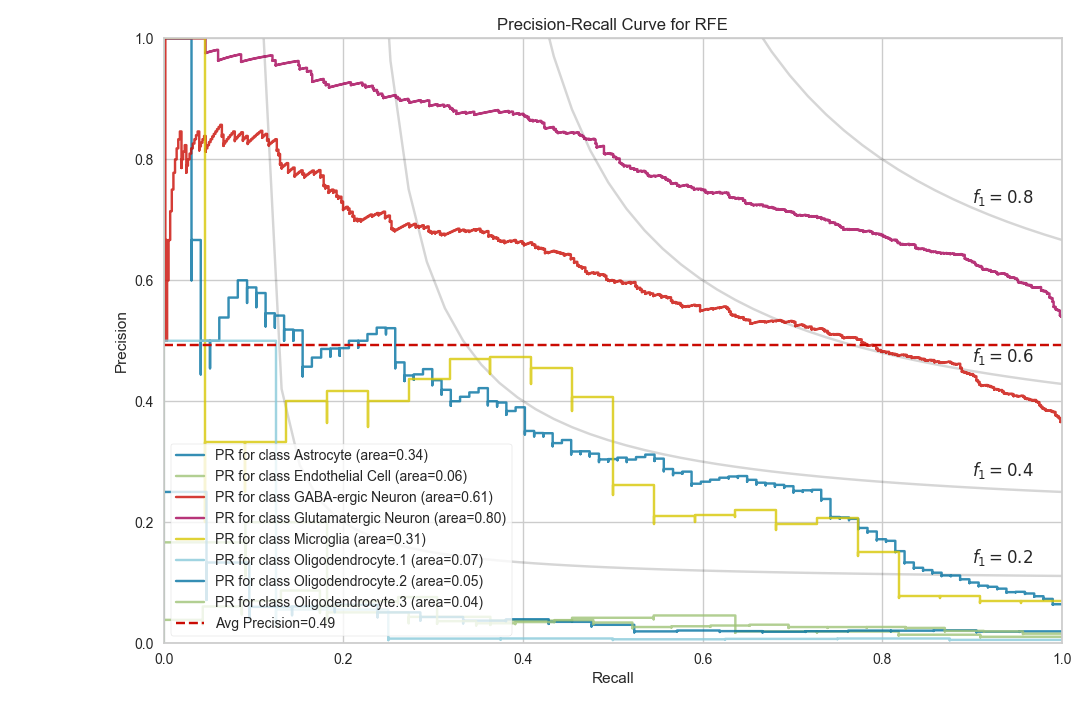 Precision-Recall Curve for RFE
1.0
0.8
0.6
0.4
0.2
0.0
Precision
f₁ = 0.8
f₁ = 0.6
f₁ = 0.4
f₁ = 0.2
PR for class Astrocyte (area=0.34)
PR for class Endothelial Cell (area=0.06)
PR for class GABA-ergic Neuron (area=0.61)
PR for class Glutamatergic Neuron (area=0.80)
PR for class Microglia (area=0.31)
PR for class Oligodendrocyte.1 (area=0.07)
PR for class Oligodendrocyte.2 (area=0.05)
PR for class Oligodendrocyte.3 (area=0.04)
Avg Precision=0.49
0.0 0.2 0.4 0.6 0.8 1.0
Recall